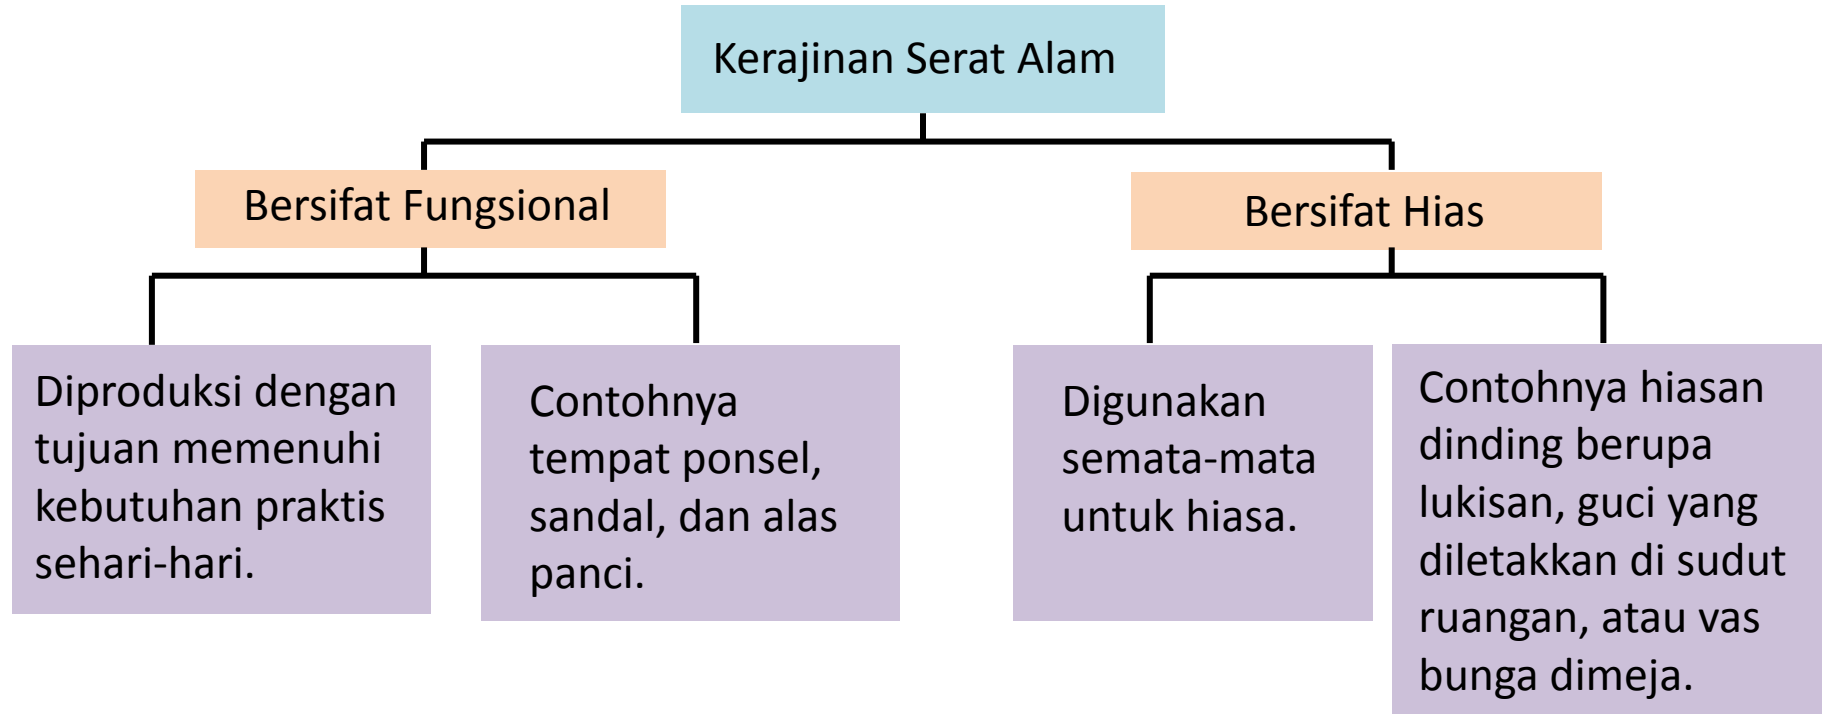 Kerajinan Serat Alam
Bersifat Fungsional
Bersifat Hias
Diproduksi dengan
tujuan memenuhi
kebutuhan praktis
sehari-hari.
Contohnya
tempat ponsel,
sandal, dan alas
panci.
Digunakan
semata-mata
untuk hiasa.
Contohnya hiasan
dinding berupa
lukisan, guci yang
diletakkan di sudut
ruangan, atau vas
bunga dimeja.